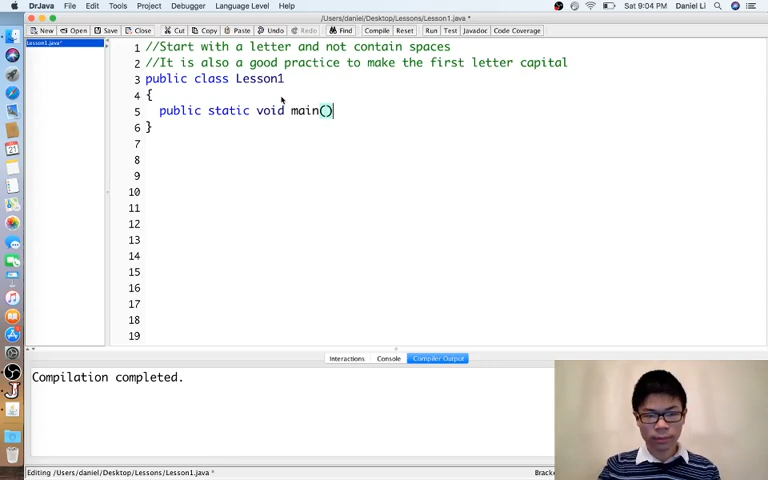 DrJava File Edit Tools Project Debugger Language Level Help Sat 9:04 PM Daniel Li
/Users/daniel/Desktop/Lessons/Lesson1.java *
New Open Save Close Cut Copy Paste Undo Redo Find Compile Reset Run Test Javadoc Code Coverage
Lesson1.java*
1 //Start with a letter and not contain spaces
2 //It is also a good practice to make the first letter capital
3 public class Lesson1
4 {
5 public static void main()
6 }
7
8
9
10
11
12
13
14
15
16
17
18
19
Interactions Console Compiler Output
Compilation completed.
Editing /Users/daniel/Desktop/Lessons/Lesson1.java *